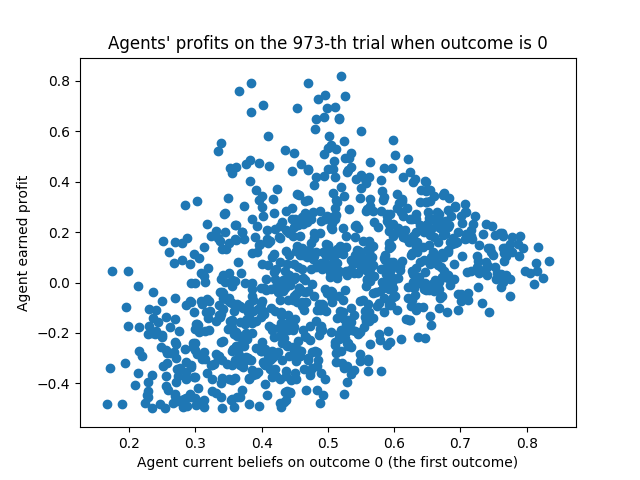 Agents' profits on the 973-th trial when outcome is 0
Agent earned profit
0.8
0.6
0.4
0.2
0.0
−0.2
−0.4
0.2 0.3 0.4 0.5 0.6 0.7 0.8
Agent current beliefs on outcome 0 (the first outcome)